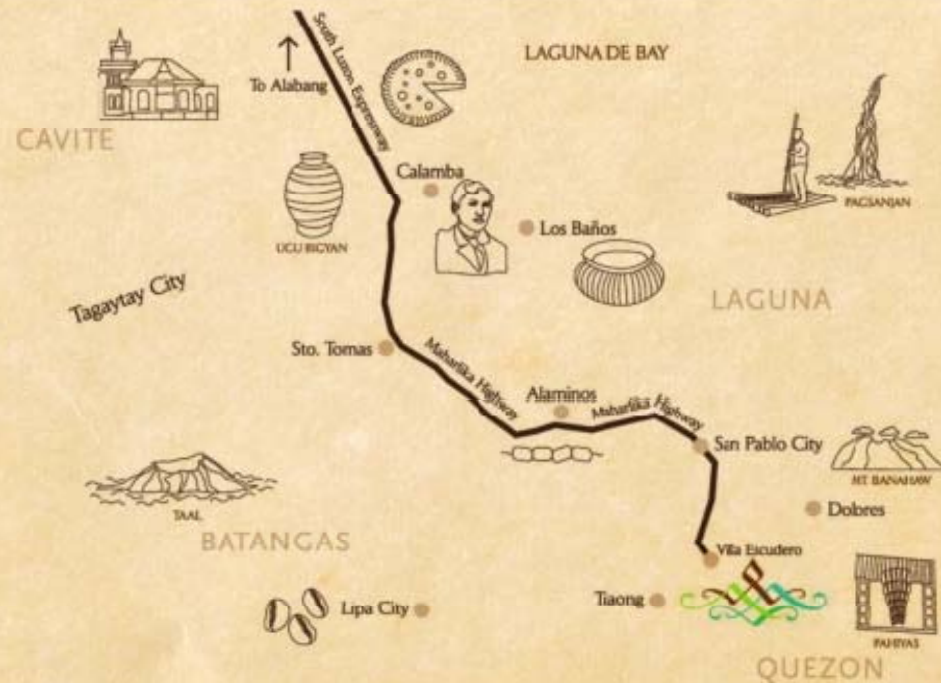 LAGUNA DE BAY
To Alabang
South Luzon Expressway
CAVITE
Calamba
UGU BIGYAN
Los Baños
PAGSANJAN
Tagaytay City
LAGUNA
Sto. Tomas
Maharlika Highway
Alaminos
Maharlika Highway
San Pablo City
MT. BANAHAW
TAAL
Dolores
BATANGAS
Villa Escudero
Tiaong
Lipa City
PAHIYAS
QUEZON